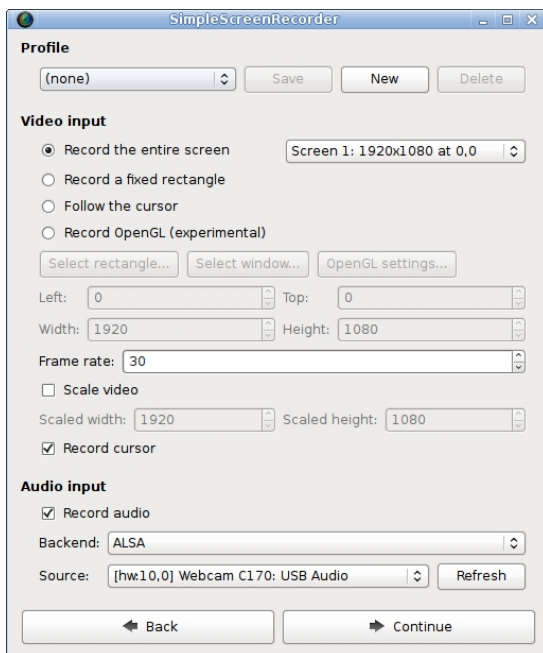 SimpleScreenRecorder
Profile
(none) Save New Delete
Video input
Record the entire screen Screen 1: 1920x1080 at 0,0
Record a fixed rectangle
Follow the cursor
Record OpenGL (experimental)
Select rectangle... Select window... OpenGL settings...
Left: 0 Top: 0
Width: 1920 Height: 1080
Frame rate: 30
Scale video
Scaled width: 1920 Scaled height: 1080
Record cursor
Audio input
Record audio
Backend: ALSA
Source: [hw:10,0] Webcam C170: USB Audio Refresh
Back Continue